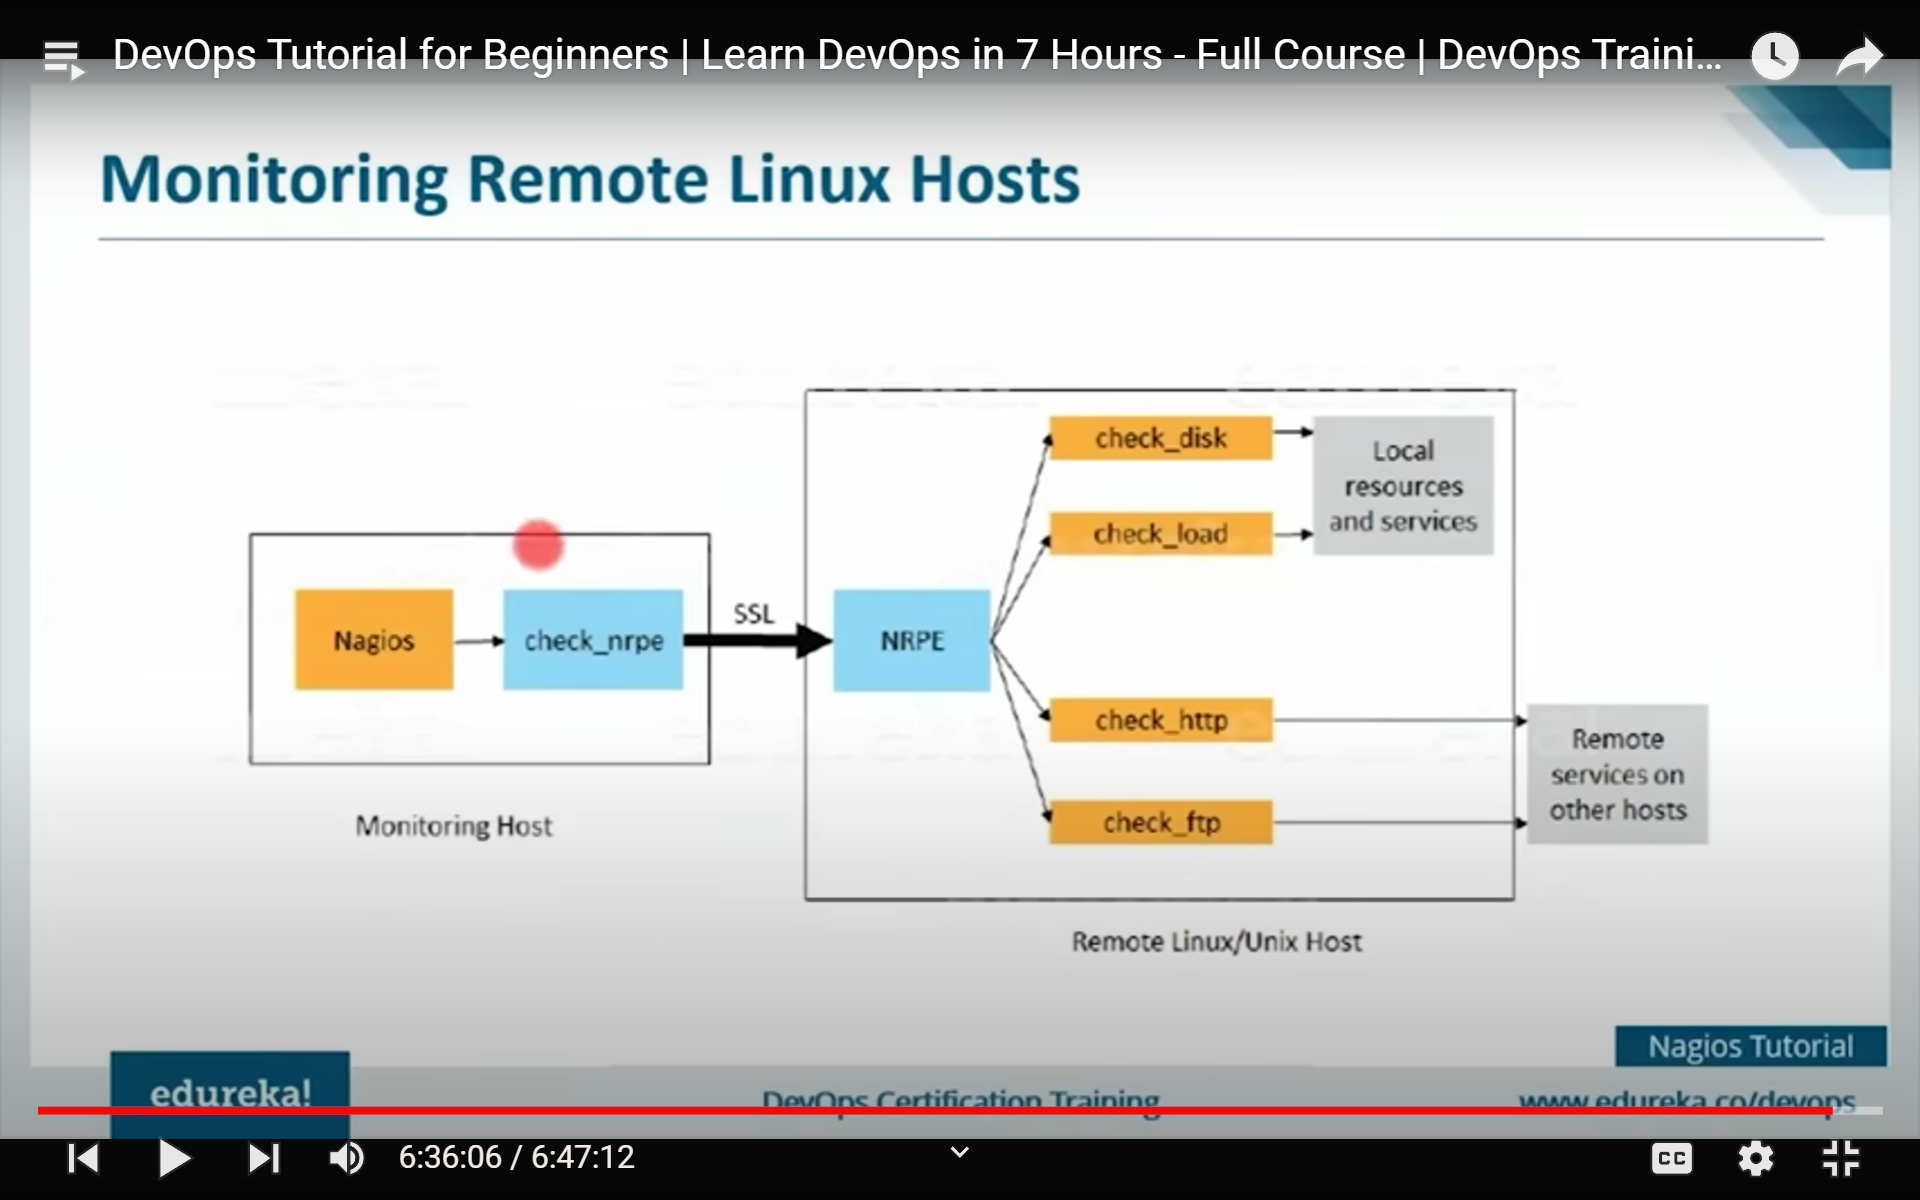 DevOps Tutorial for Beginners | Learn DevOps in 7 Hours - Full Course | DevOps Traini...
Monitoring Remote Linux Hosts
check_disk
Local
resources
and services
check_load
Nagios
check_nrpe
SSL
NRPE
check_http
Remote
services on
other hosts
check_ftp
Monitoring Host
Remote Linux/Unix Host
Nagios Tutorial
edureka!
DevOps Certification Training
www.edureka.co/devops
6:36:06 / 6:47:12
CC